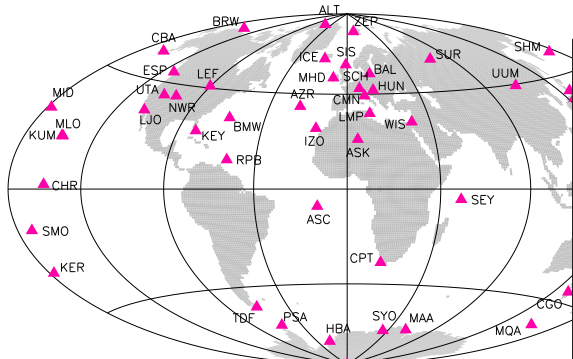 ALT
BRW
ZEP
CBA
SIS
SHM
ICE
SUR
ESP
LEF
MHD
SCH
BAL
UUM
UTA
HUN
MID
NWR
AZR
CMN
LJO
LMP
MLO
BMW
WIS
KUM
KEY
IZO
ASK
RPB
CHR
SEY
ASC
SMO
CPT
KER
CGO
TDF
PSA
HBA
SYO
MAA
MQA